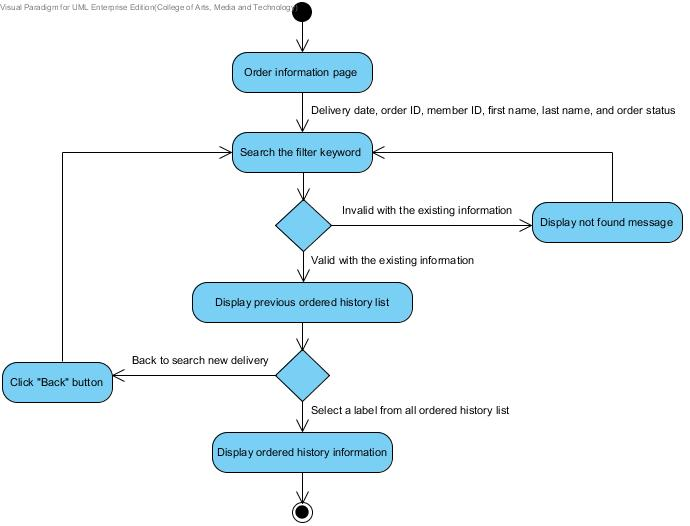 Visual Paradigm for UML Enterprise Edition(College of Arts, Media and Technology)
Order information page
Delivery date, order ID, member ID, first name, last name, and order status
Search the filter keyword
Invalid with the existing information
Display not found message
Valid with the existing information
Display previous ordered history list
Back to search new delivery
Click "Back" button
Select a label from all ordered history list
Display ordered history information